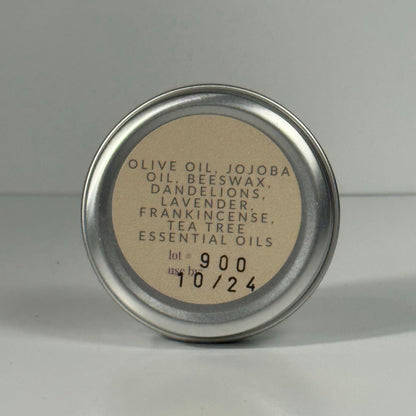 OLIVE OIL, JOJOBA
OIL, BEESWAX,
DANDELIONS,
LAVENDER,
FRANKINCENSE,
TEA TREE
ESSENTIAL OILS
lot # 900
use by: 10/24